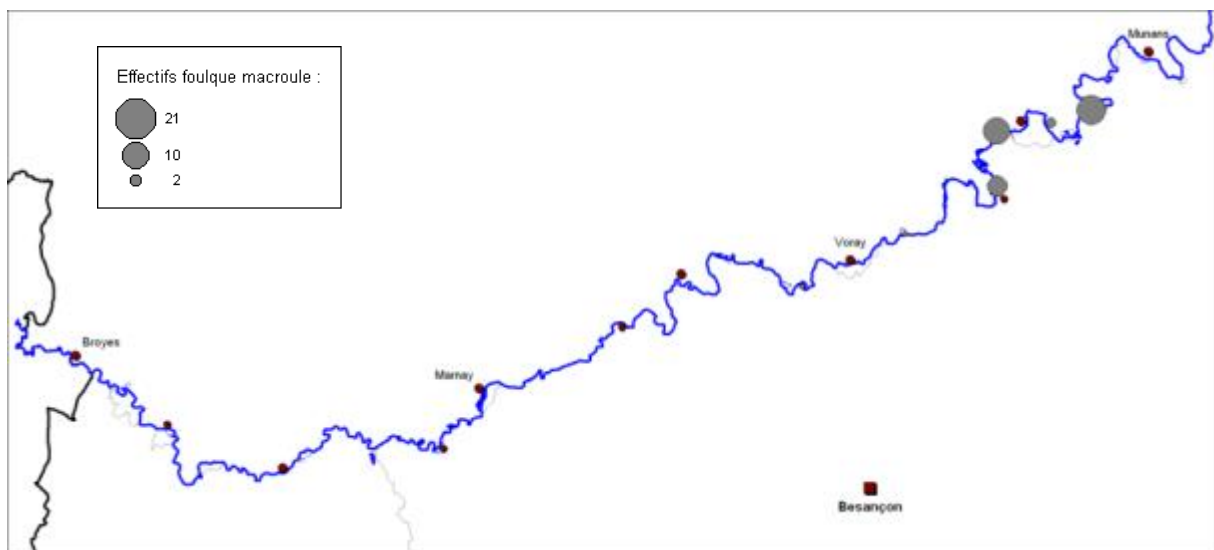 Effectifs foulque macroule :
21
10
2
Munans
Voray
Broyes
Marnay
Besançon